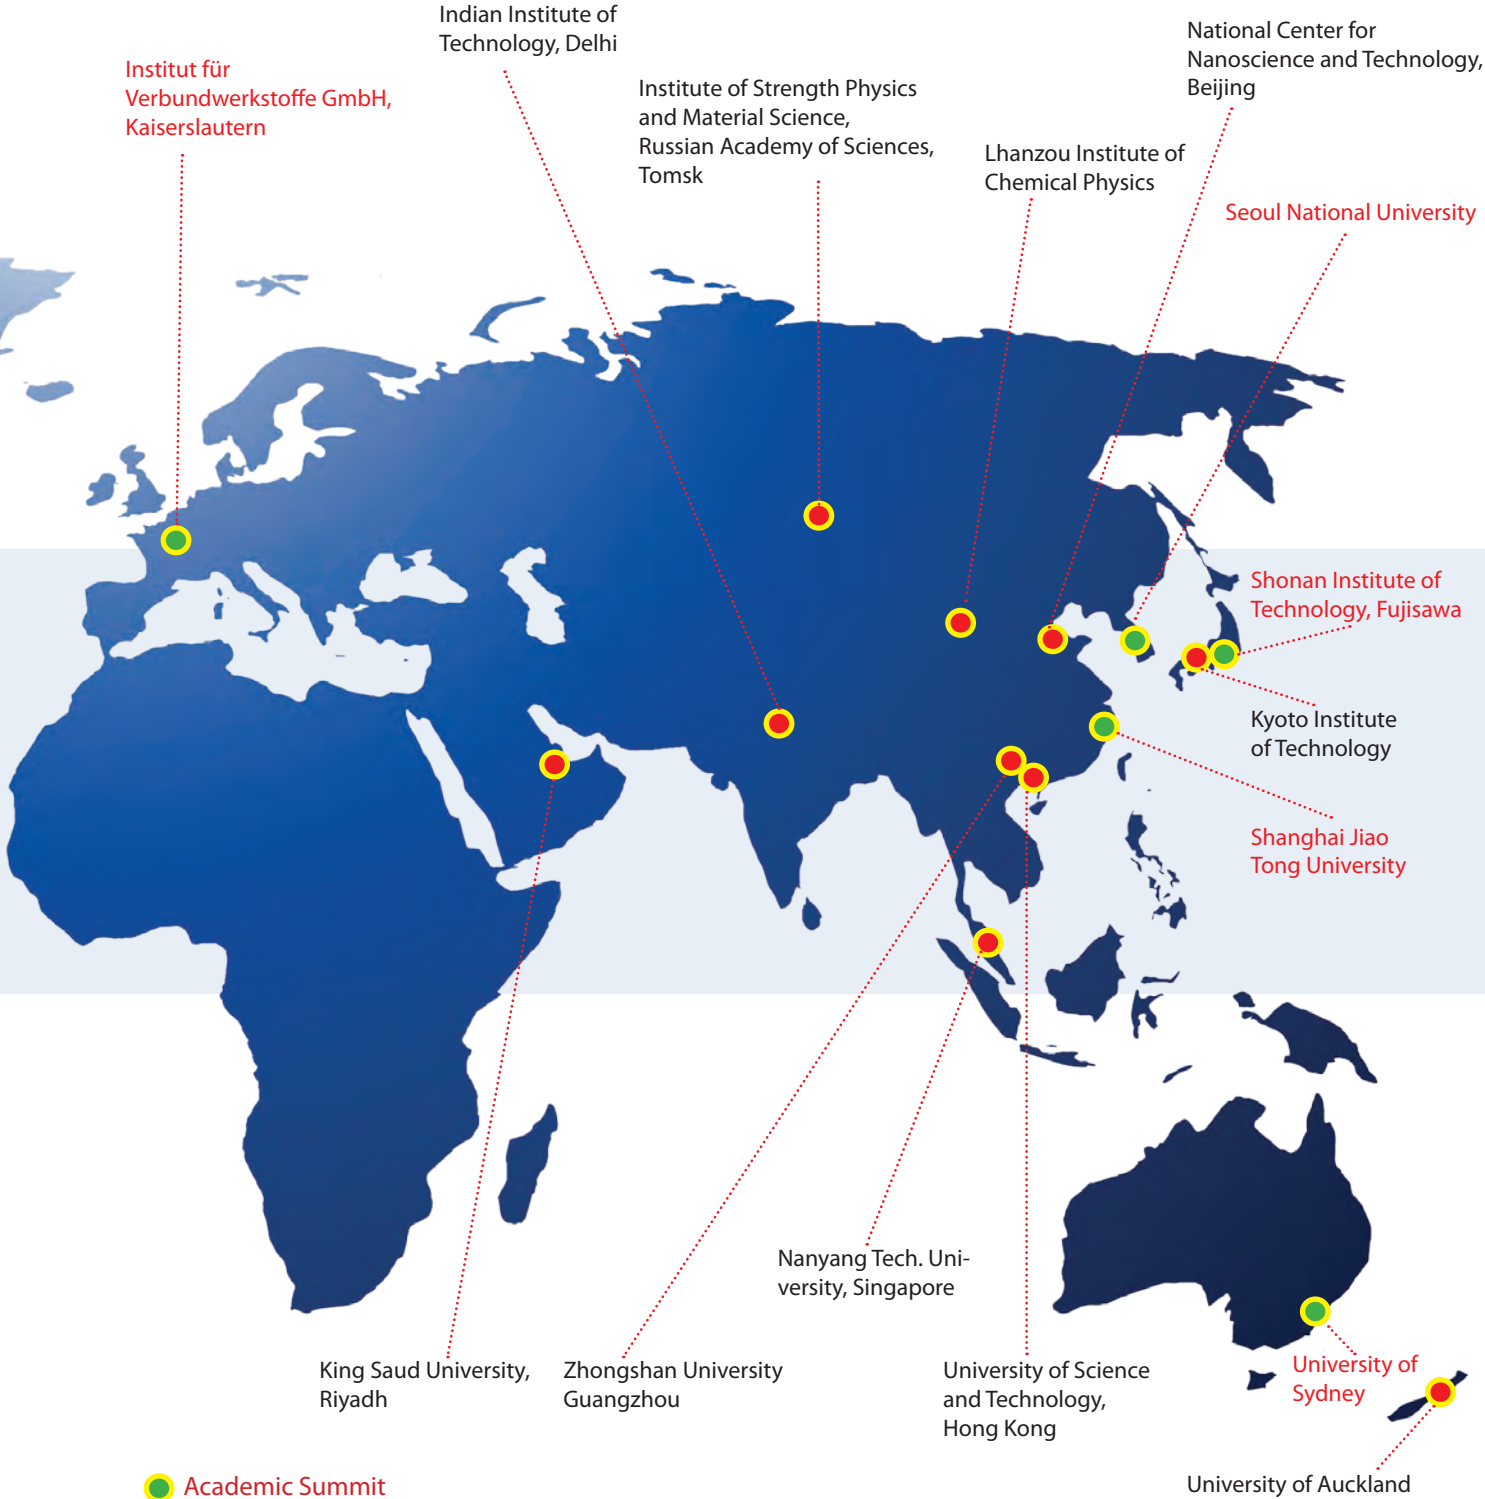 Indian Institute of
Technology, Delhi
National Center for
Nanoscience and Technology,
Beijing
Institut für
Verbundwerkstoffe GmbH,
Kaiserslautern
Institute of Strength Physics
and Material Science,
Russian Academy of Sciences,
Tomsk
Lhanzou Institute of
Chemical Physics
Seoul National University
Shonan Institute of
Technology, Fujisawa
Kyoto Institute
of Technology
Shanghai Jiao
Tong University
Nanyang Tech. Uni-
versity, Singapore
King Saud University,
Riyadh
Zhongshan University
Guangzhou
University of Science
and Technology,
Hong Kong
University of
Sydney
University of Auckland
Academic Summit